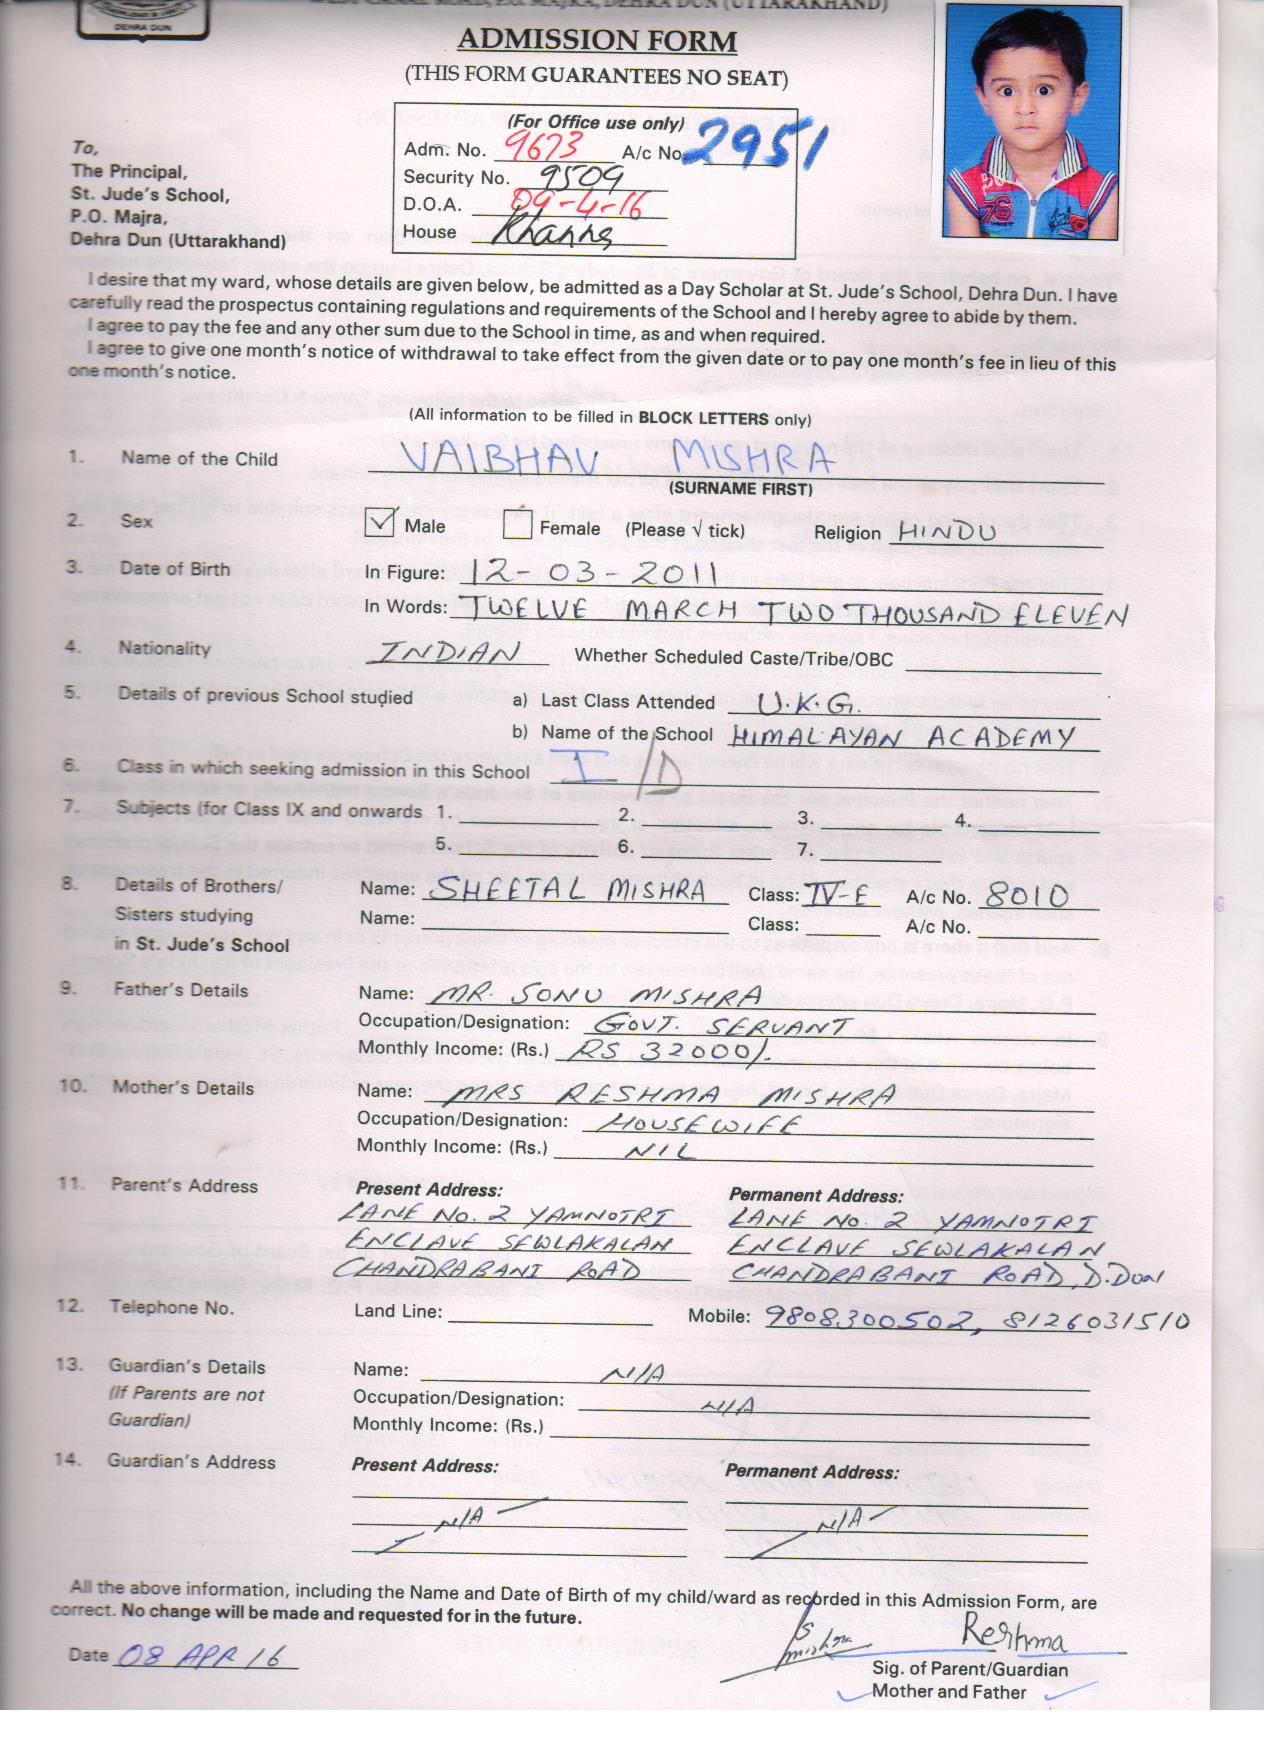 DEHRA DUN
WEST CANAL ROAD, P.O. MAJRA, DEHRA DUN (UTTARAKHAND)
ADMISSION FORM
(THIS FORM GUARANTEES NO SEAT)
(For Office use only)
Adm. No. 9673 A/c No. 2951
Security No. 9509
D.O.A. 09-4-16
House Khanna
To,
The Principal,
St. Jude's School,
P.O. Majra,
Dehra Dun (Uttarakhand)
I desire that my ward, whose details are given below, be admitted as a Day Scholar at St. Jude's School, Dehra Dun. I have
carefully read the prospectus containing regulations and requirements of the School and I hereby agree to abide by them.
I agree to pay the fee and any other sum due to the School in time, as and when required.
I agree to give one month's notice of withdrawal to take effect from the given date or to pay one month's fee in lieu of this
one month's notice.
(All information to be filled in BLOCK LETTERS only)
1. Name of the Child VAIBHAV MISHRA
(SURNAME FIRST)
2. Sex Male Female (Please √ tick) Religion HINDU
3. Date of Birth In Figure: 12-03-2011
In Words: TWELVE MARCH TWO THOUSAND ELEVEN
4. Nationality INDIAN Whether Scheduled Caste/Tribe/OBC
5. Details of previous School studied a) Last Class Attended U.K.G.
b) Name of the School HIMALAYAN ACADEMY
6. Class in which seeking admission in this School I/D
7. Subjects (for Class IX and onwards 1. 2. 3. 4.
5. 6. 7.
8. Details of Brothers/ Name: SHEETAL MISHRA Class: IV-E A/c No. 8010
Sisters studying Name: Class: A/c No.
in St. Jude's School
9. Father's Details Name: MR. SONU MISHRA
Occupation/Designation: GOVT. SERVANT
Monthly Income: (Rs.) RS 32000/.
10. Mother's Details Name: MRS RESHMA MISHRA
Occupation/Designation: HOUSEWIFE
Monthly Income: (Rs.) NIL
11. Parent's Address Present Address: Permanent Address:
LANE No. 2 YAMNOTRI LANE No. 2 YAMNOTRI
ENCLAVE SEWLAKALAN ENCLAVE SEWLAKALAN
CHANDRABANI ROAD CHANDRABANI ROAD, D.DUN
12. Telephone No. Land Line: Mobile: 9808300502, 8126031510
13. Guardian's Details Name: N/A
(If Parents are not Occupation/Designation: N/A
Guardian) Monthly Income: (Rs.)
14. Guardian's Address Present Address: Permanent Address:
N/A N/A
All the above information, including the Name and Date of Birth of my child/ward as recorded in this Admission Form, are
correct. No change will be made and requested for in the future.
Date 08 APR 16 S mishra Reshma
Sig. of Parent/Guardian
Mother and Father